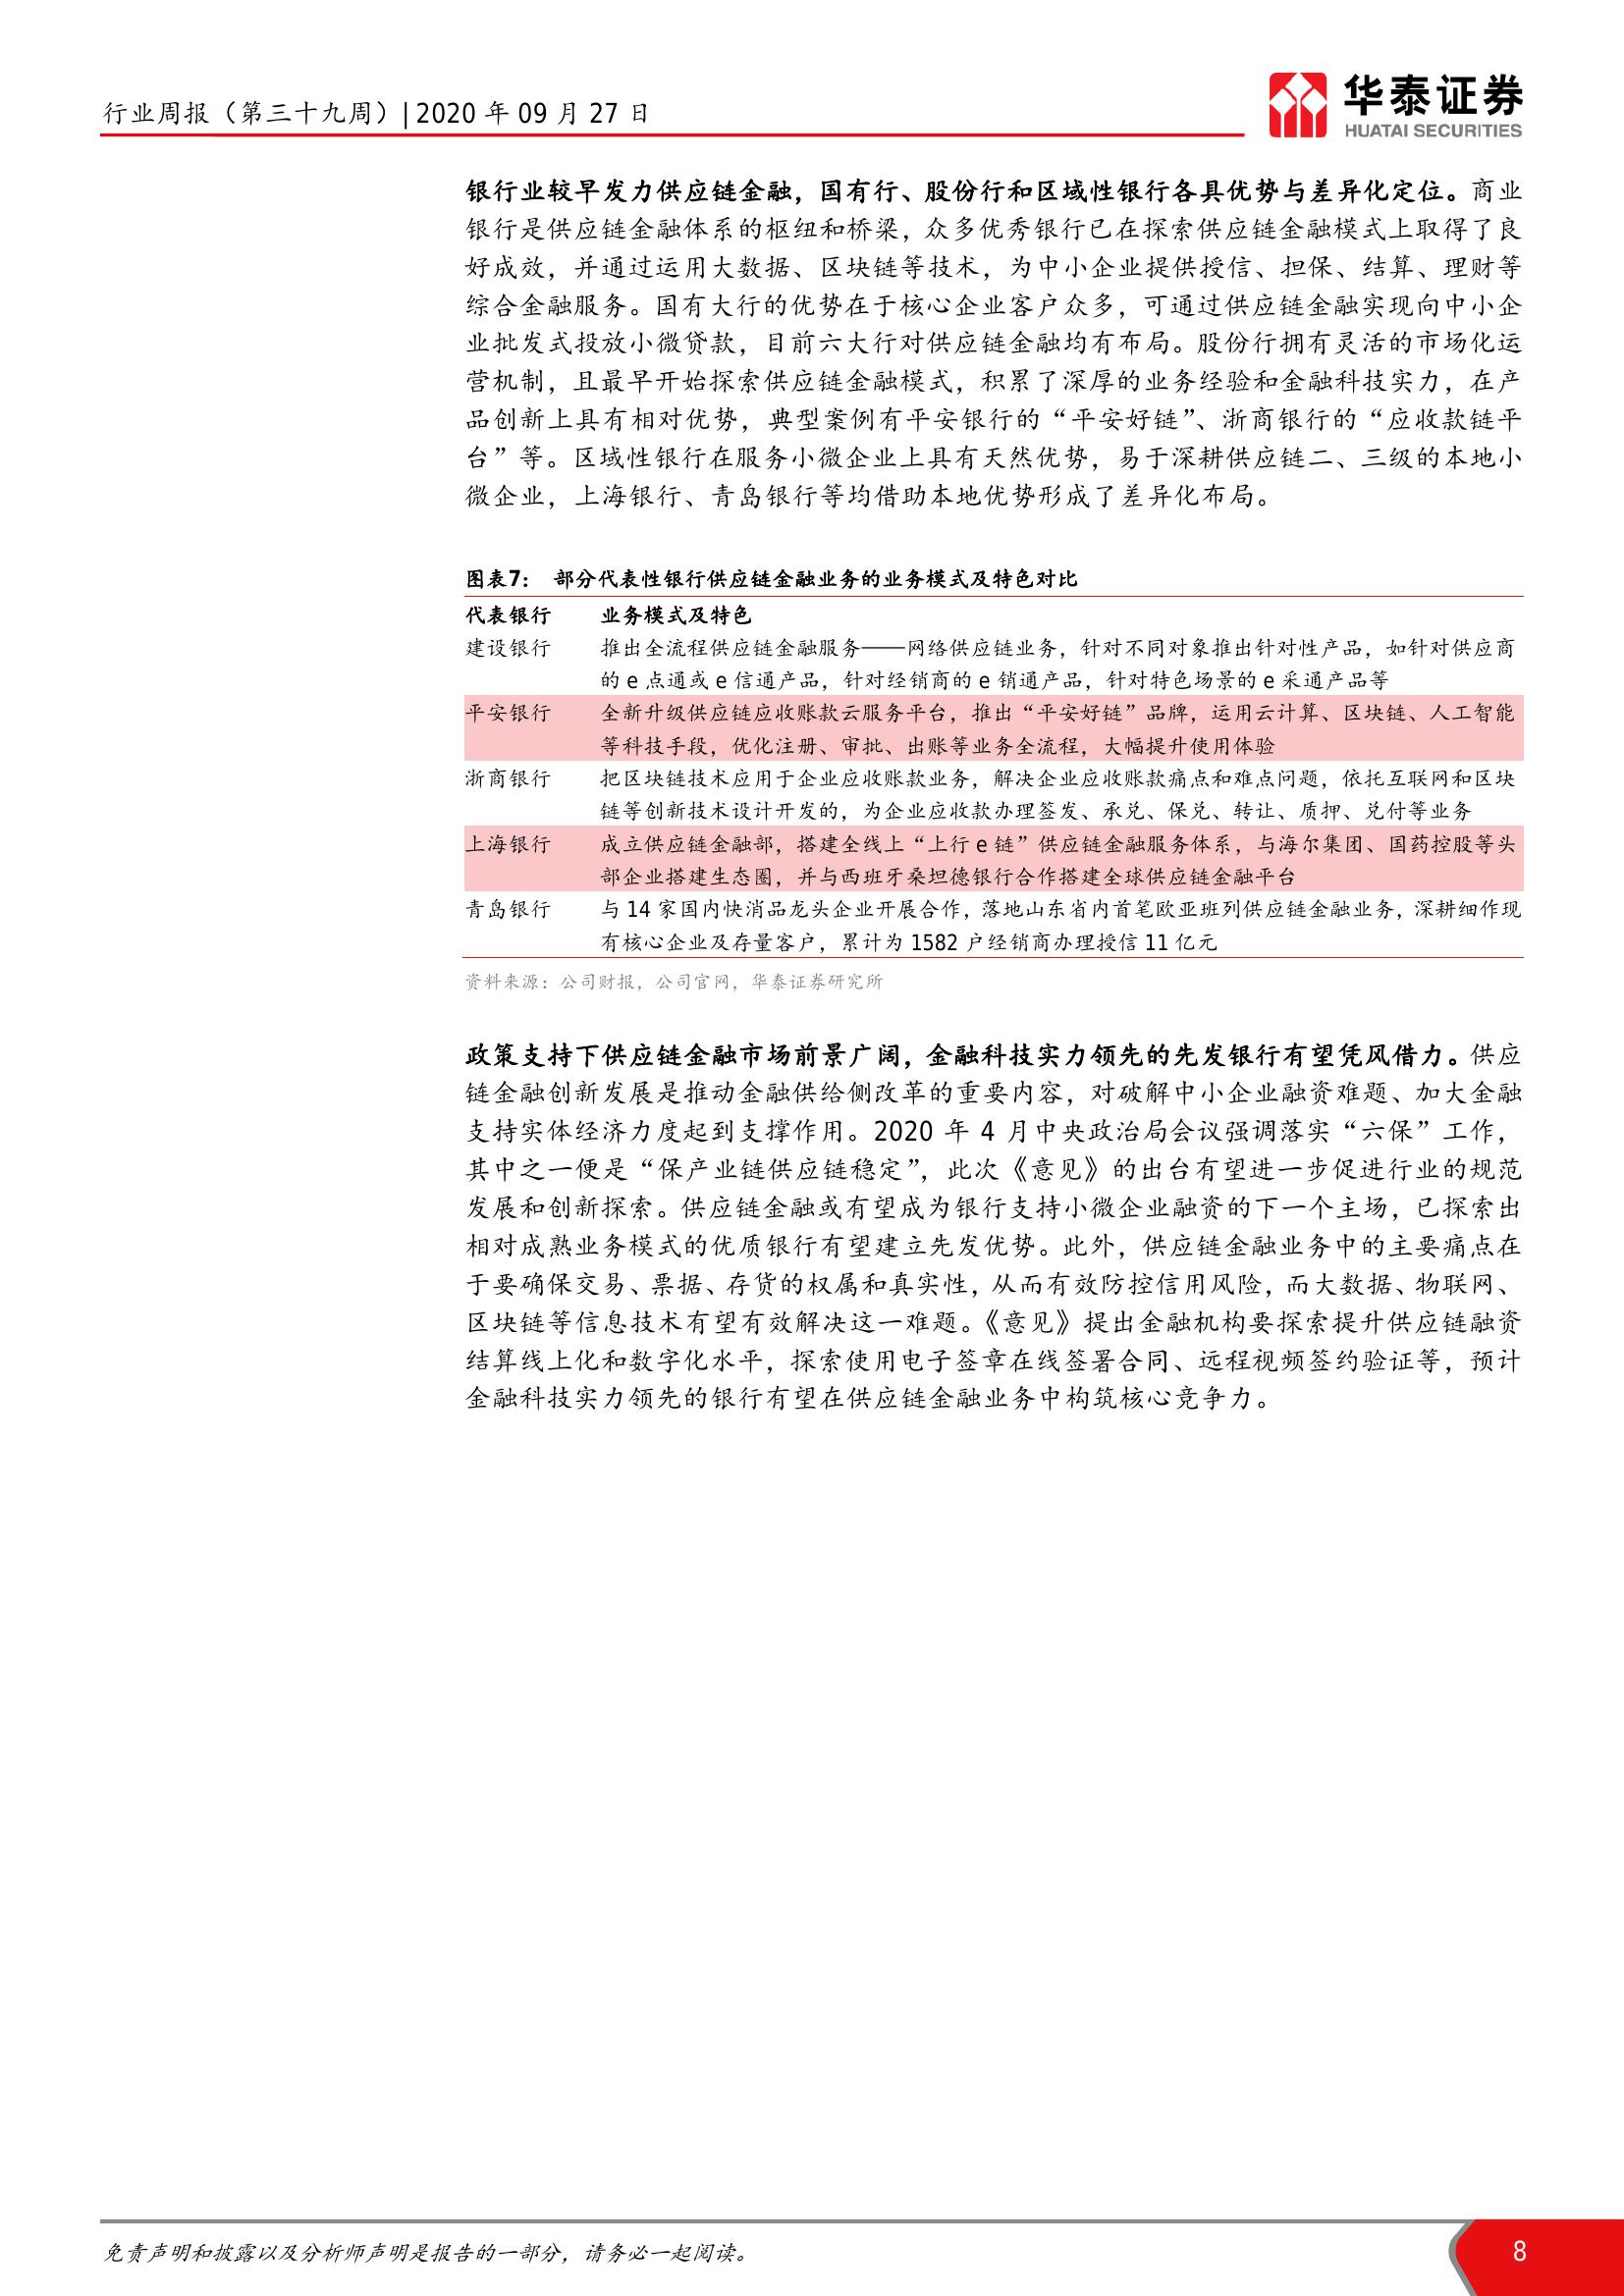 行业周报（第三十九周）| 2020 年 09 月 27 日
华泰证券
HUATAI SECURITIES
银行业较早发力供应链金融，国有行、股份行和区域性银行各具优势与差异化定位。商业
银行是供应链金融体系的枢纽和桥梁，众多优秀银行已在探索供应链金融模式上取得了良
好成效，并通过运用大数据、区块链等技术，为中小企业提供授信、担保、结算、理财等
综合金融服务。国有大行的优势在于核心企业客户众多，可通过供应链金融实现向中小企
业批发式投放小微贷款，目前六大行对供应链金融均有布局。股份行拥有灵活的市场化运
营机制，且最早开始探索供应链金融模式，积累了深厚的业务经验和金融科技实力，在产
品创新上具有相对优势，典型案例有平安银行的“平安好链”、浙商银行的“应收款链平
台”等。区域性银行在服务小微企业上具有天然优势，易于深耕供应链二、三级的本地小
微企业，上海银行、青岛银行等均借助本地优势形成了差异化布局。
图表7： 部分代表性银行供应链金融业务的业务模式及特色对比
代表银行 业务模式及特色
建设银行 推出全流程供应链金融服务——网络供应链业务，针对不同对象推出针对性产品，如针对供应商
的 e 点通或 e 信通产品，针对经销商的 e 销通产品，针对特色场景的 e 采通产品等
平安银行 全新升级供应链应收账款云服务平台，推出“平安好链”品牌，运用云计算、区块链、人工智能
等科技手段，优化注册、审批、出账等业务全流程，大幅提升使用体验
浙商银行 把区块链技术应用于企业应收账款业务，解决企业应收账款痛点和难点问题，依托互联网和区块
链等创新技术设计开发的，为企业应收款办理签发、承兑、保兑、转让、质押、兑付等业务
上海银行 成立供应链金融部，搭建全线上“上行 e 链”供应链金融服务体系，与海尔集团、国药控股等头
部企业搭建生态圈，并与西班牙桑坦德银行合作搭建全球供应链金融平台
青岛银行 与 14 家国内快消品龙头企业开展合作，落地山东省内首笔欧亚班列供应链金融业务，深耕细作现
有核心企业及存量客户，累计为 1582 户经销商办理授信 11 亿元
资料来源：公司财报，公司官网，华泰证券研究所
政策支持下供应链金融市场前景广阔，金融科技实力领先的先发银行有望凭风借力。供应
链金融创新发展是推动金融供给侧改革的重要内容，对破解中小企业融资难题、加大金融
支持实体经济力度起到支撑作用。2020 年 4 月中央政治局会议强调落实“六保”工作，
其中之一便是“保产业链供应链稳定”，此次《意见》的出台有望进一步促进行业的规范
发展和创新探索。供应链金融或有望成为银行支持小微企业融资的下一个主场，已探索出
相对成熟业务模式的优质银行有望建立先发优势。此外，供应链金融业务中的主要痛点在
于要确保交易、票据、存货的权属和真实性，从而有效防控信用风险，而大数据、物联网、
区块链等信息技术有望有效解决这一难题。《意见》提出金融机构要探索提升供应链融资
结算线上化和数字化水平，探索使用电子签章在线签署合同、远程视频签约验证等，预计
金融科技实力领先的银行有望在供应链金融业务中构筑核心竞争力。
免责声明和披露以及分析师声明是报告的一部分，请务必一起阅读。
8